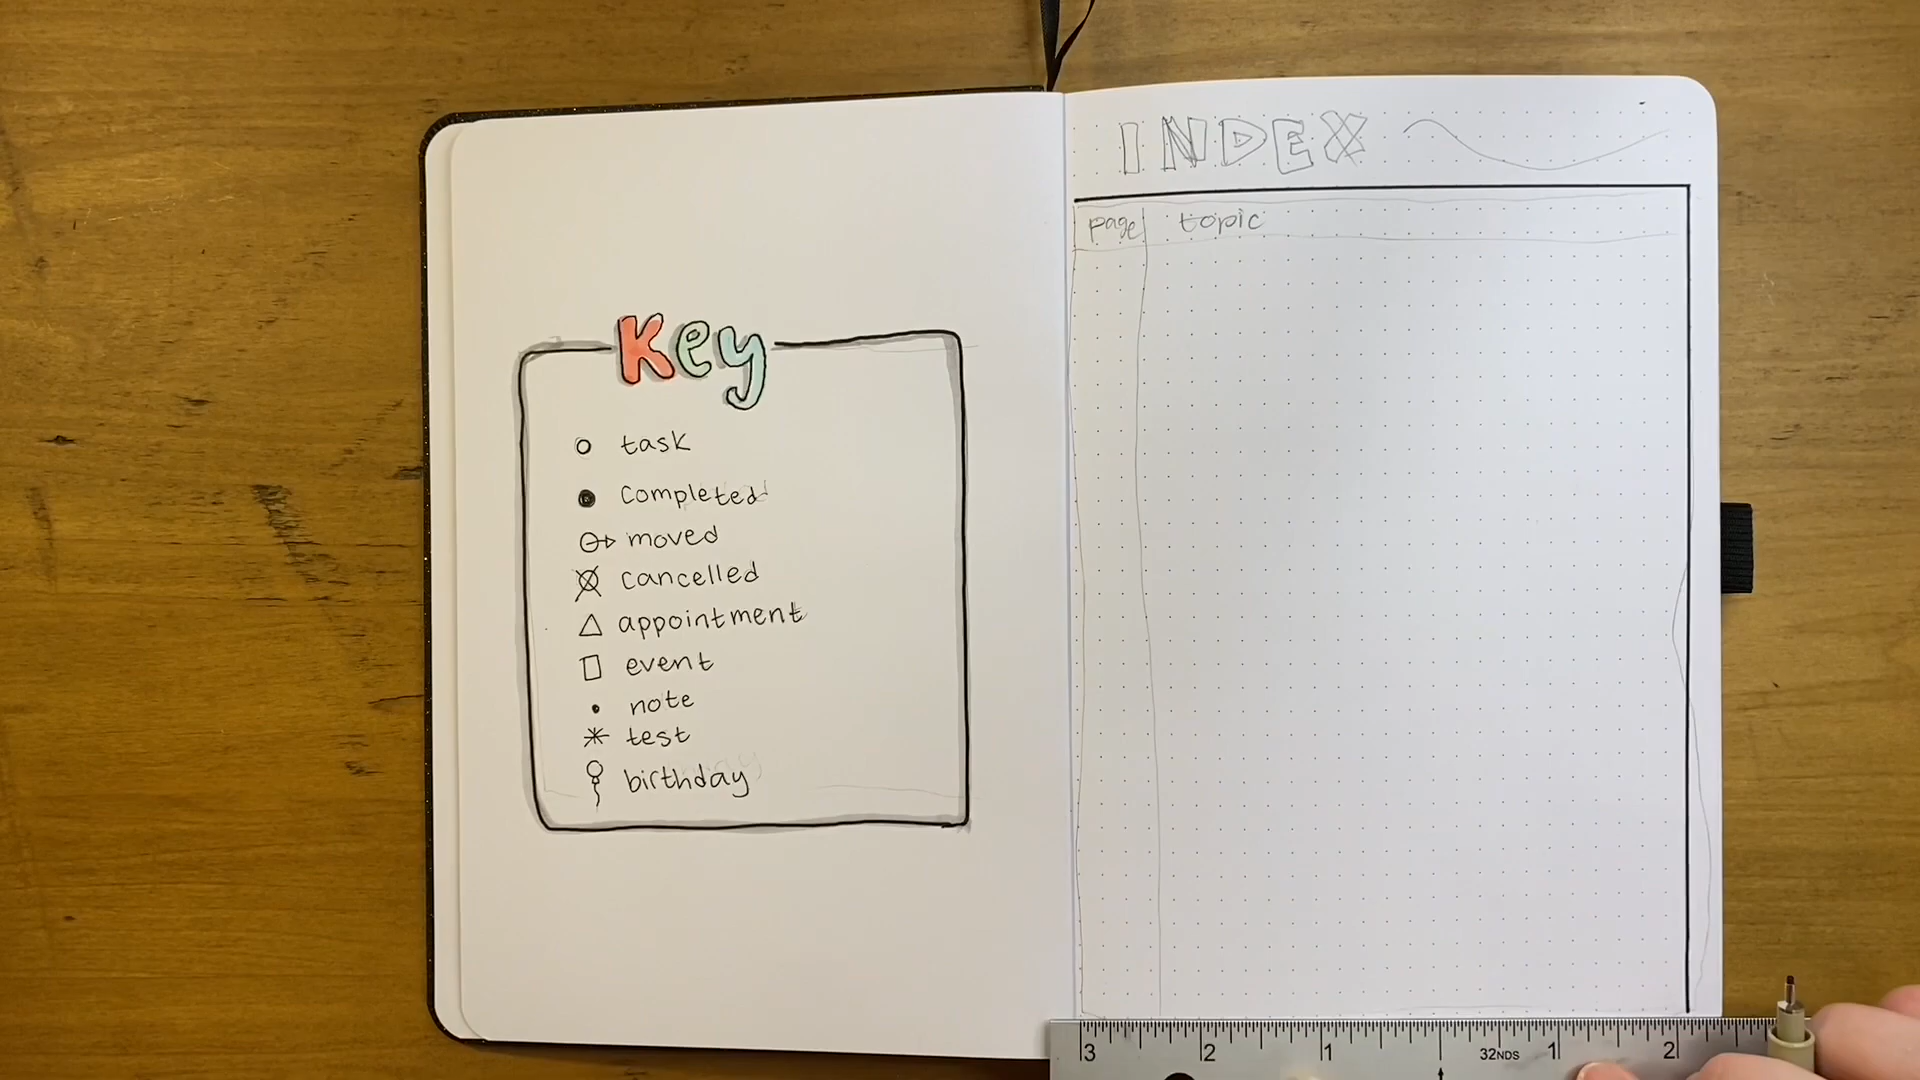 Key
task
completed
moved
cancelled
appointment
event
note
test
birthday
INDEX
page topic
3 2 1 32NDS 1 2